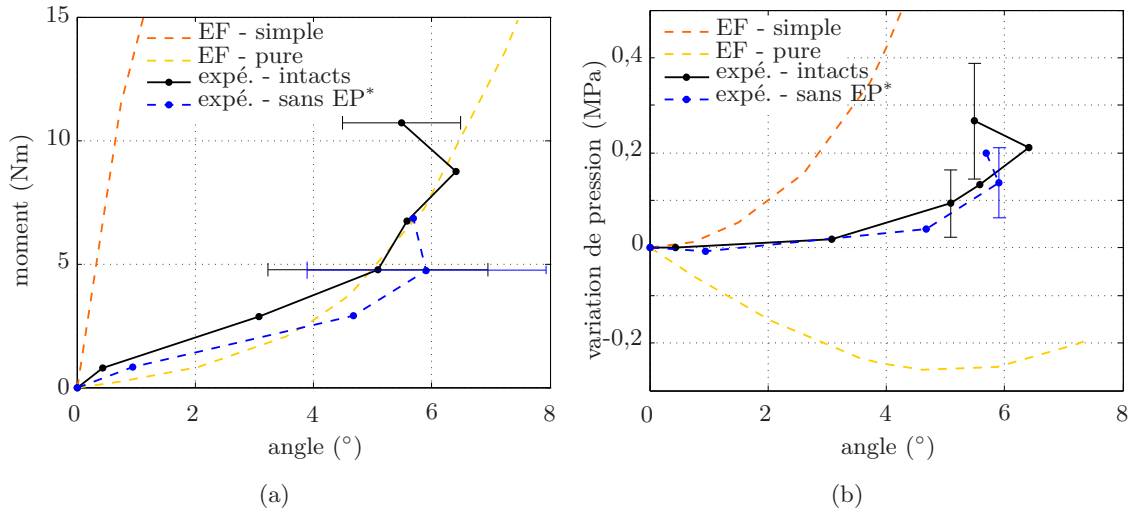 15
10
5
0
moment (Nm)
EF - simple
EF - pure
expé. - intacts
expé. - sans EP*
0
2
4
6
8
angle (°)
(a)
0,4
0,2
0
-0,2
variation de pression (MPa)
EF - simple
EF - pure
expé. - intacts
expé. - sans EP*
0
2
4
6
8
angle (°)
(b)